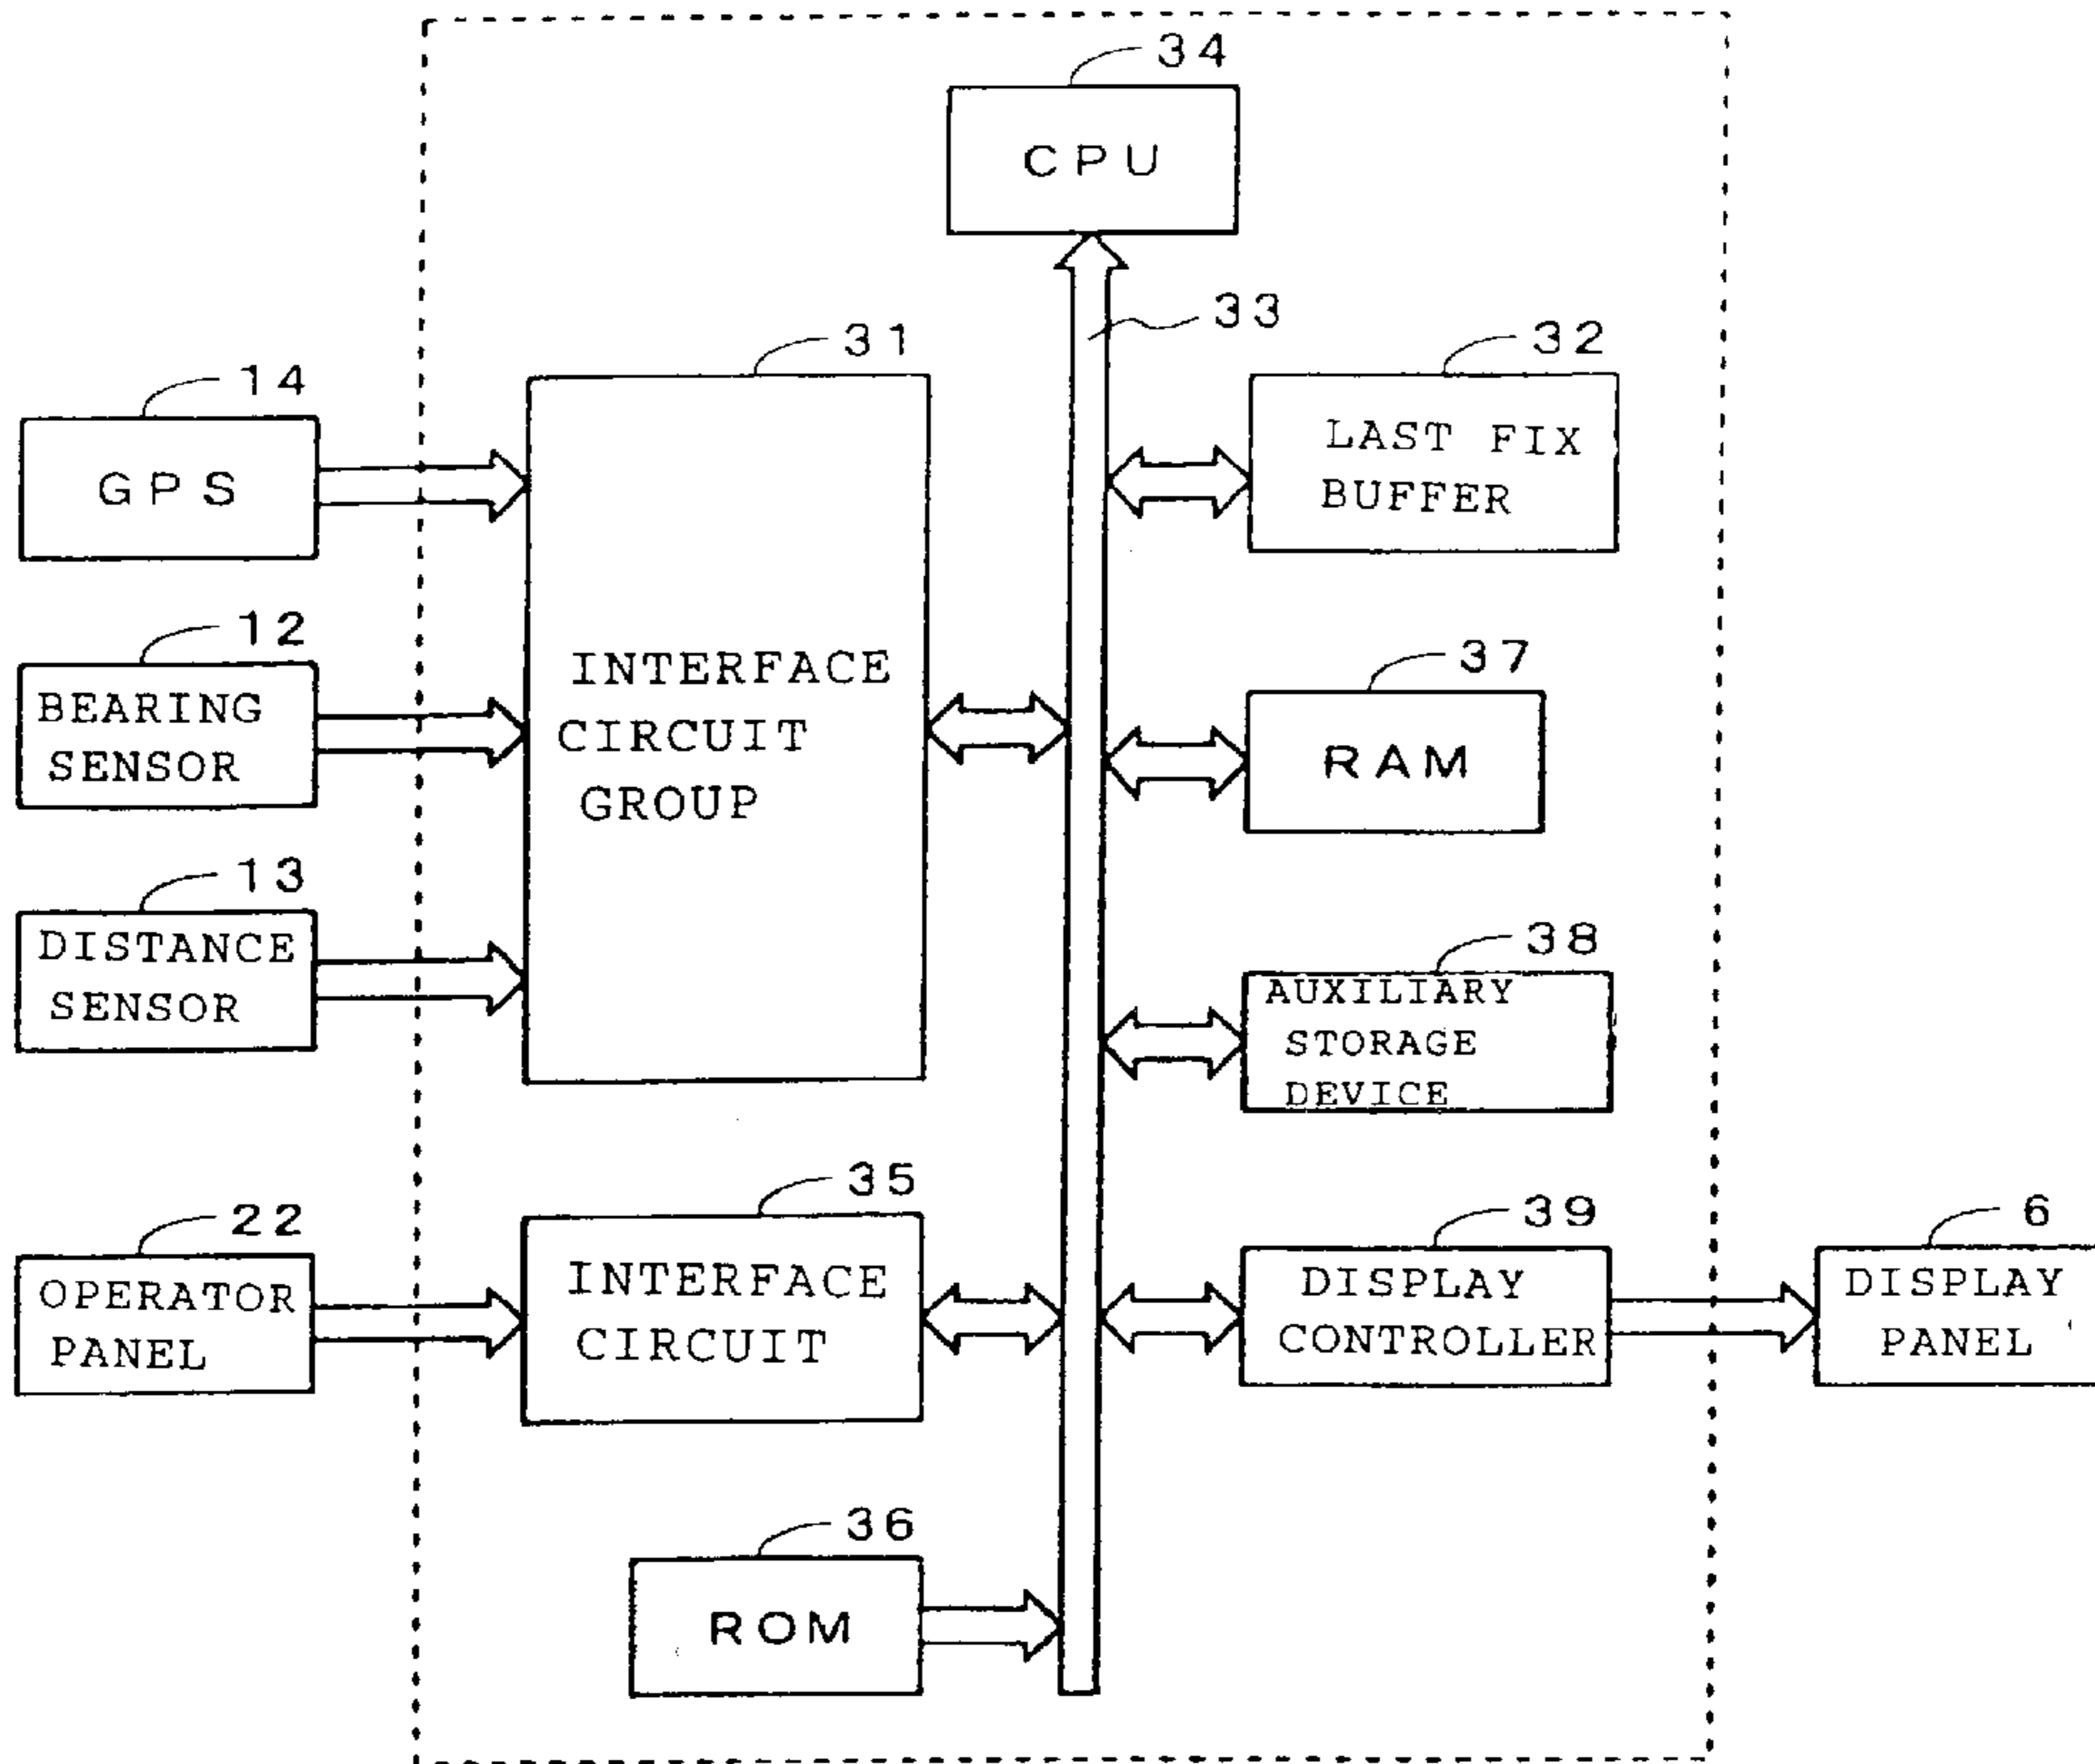 34
CPU
33
31
32
14
GPS
LAST FIX
BUFFER
12
BEARING
SENSOR
INTERFACE
CIRCUIT
GROUP
37
RAM
13
DISTANCE
SENSOR
38
AUXILIARY
STORAGE
DEVICE
22
OPERATOR
PANEL
35
INTERFACE
CIRCUIT
39
DISPLAY
CONTROLLER
6
DISPLAY
PANEL
36
ROM